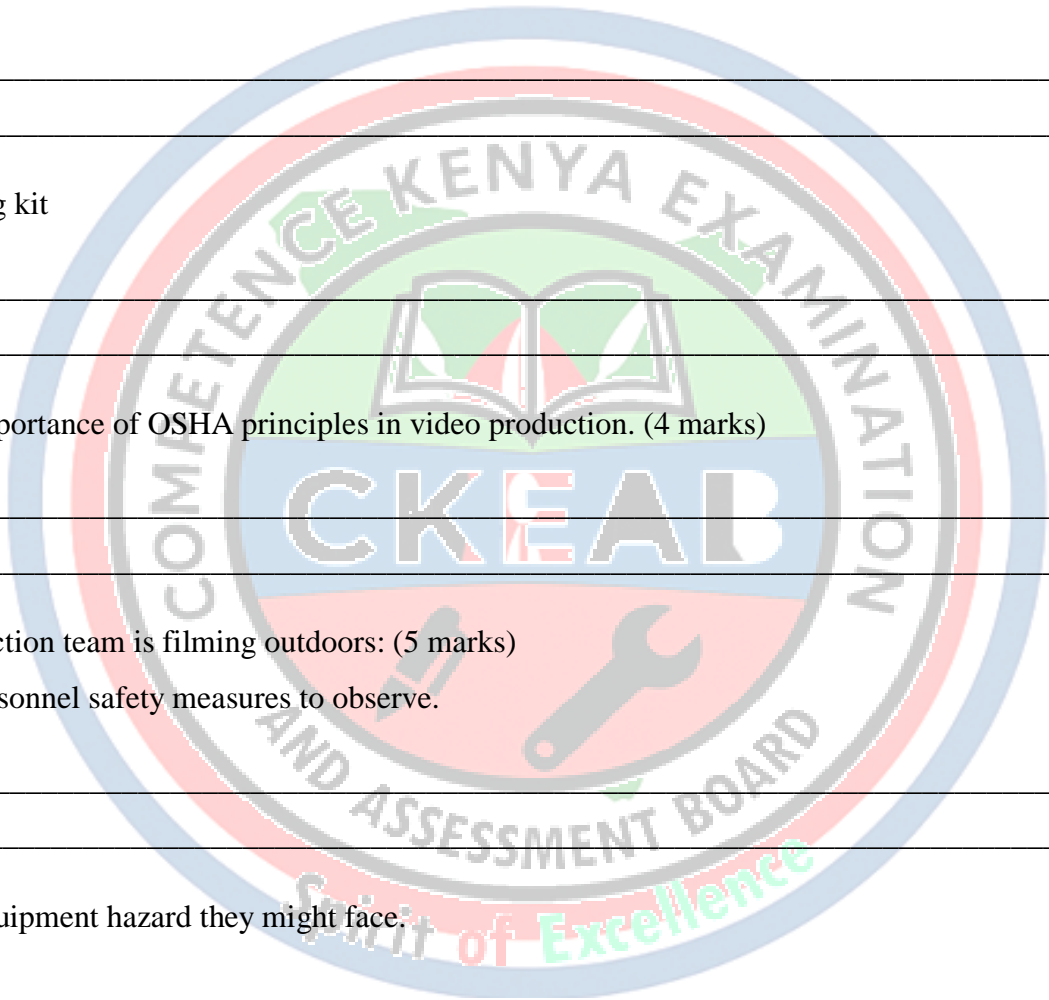 g kit
portance of OSHA principles in video production. (4 marks)
ction team is filming outdoors: (5 marks)
sonnel safety measures to observe.
uipment hazard they might face.
COMPETENCE KENYA EXAMINATION
AND ASSESSMENT BOARD
CKEAB
Spirit of Excellence